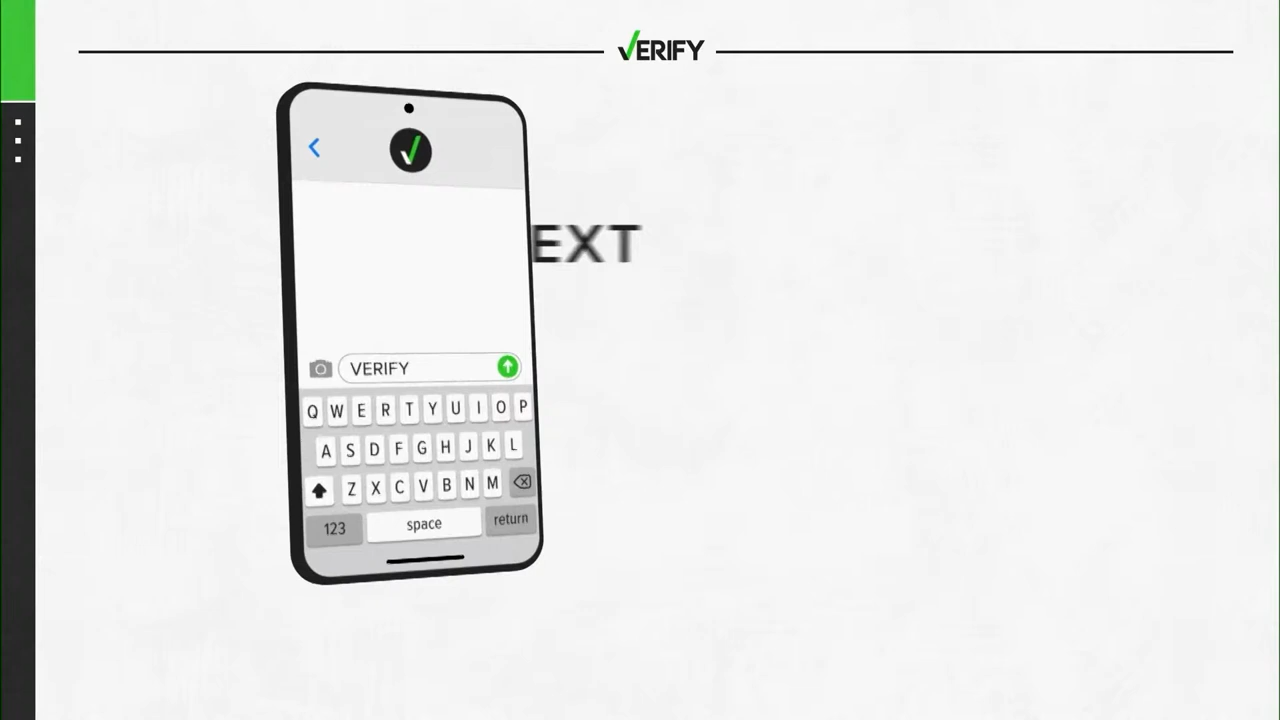 VERIFY
EXT
VERIFY
Q W E R T Y U I O P
A S D F G H J K L
Z X C V B N M
123 space return